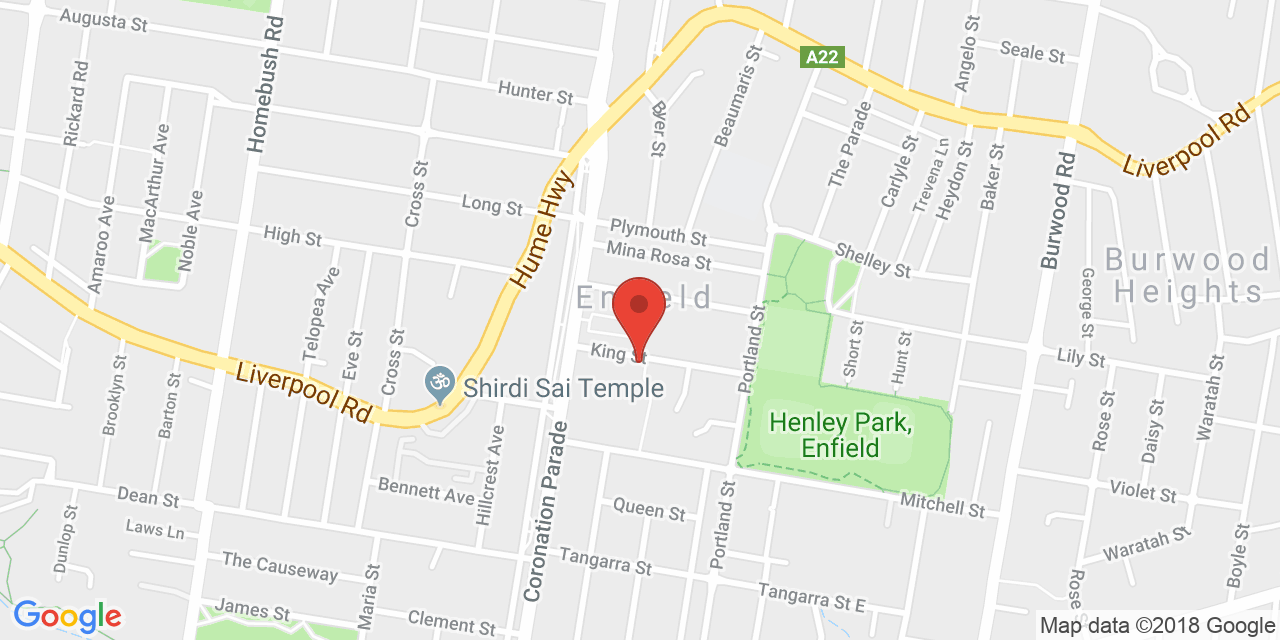 Augusta St
Homebush Rd
Rickard Rd
Hunter St
Byer St
Beaumaris St
A22
Angelo St
Seale St
Liverpool Rd
The Parade
Carlyle St
Trevena Ln
Heydon St
Baker St
Burwood Rd
MacArthur Ave
Noble Ave
Amaroo Ave
Cross St
Long St
High St
Hume Hwy
Plymouth St
Mina Rosa St
Shelley St
Burwood
Heights
George St
Telopea Ave
Eve St
Cross St
King St
Portland St
Short St
Hunt St
Lily St
Brooklyn St
Barton St
Liverpool Rd
Shirdi Sai Temple
Henley Park,
Enfield
Rose St
Daisy St
Waratah St
Coronation Parade
Hillcrest Ave
Bennett Ave
Dean St
Laws Ln
Dunlop St
Queen St
Portland St
Mitchell St
Violet St
Waratah St
Boyle St
The Causeway
Maria St
Tangarra St
Tangarra St E
James St
Clement St
Google
Map data ©2018 Google